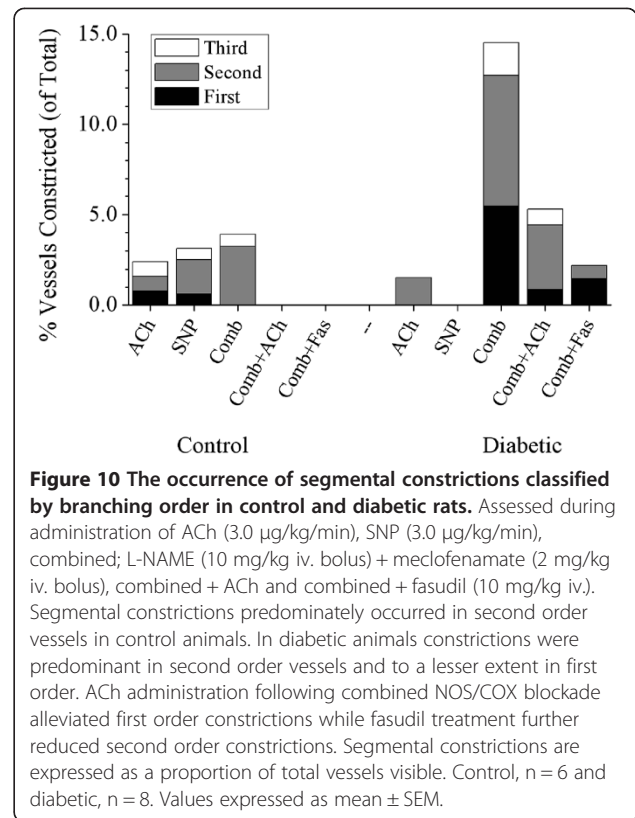 15.0
10.0
5.0
0.0
% Vessels Constricted (of Total)
Third
Second
First
ACh
SNP
Comb
Comb+ACh
Comb+Fas
--
ACh
SNP
Comb
Comb+ACh
Comb+Fas
Control
Diabetic
Figure 10 The occurrence of segmental constrictions classified
by branching order in control and diabetic rats. Assessed during
administration of ACh (3.0 μg/kg/min), SNP (3.0 μg/kg/min),
combined; L-NAME (10 mg/kg iv. bolus) + meclofenamate (2 mg/kg
iv. bolus), combined + ACh and combined + fasudil (10 mg/kg iv.).
Segmental constrictions predominately occurred in second order
vessels in control animals. In diabetic animals constrictions were
predominant in second order vessels and to a lesser extent in first
order. ACh administration following combined NOS/COX blockade
alleviated first order constrictions while fasudil treatment further
reduced second order constrictions. Segmental constrictions are
expressed as a proportion of total vessels visible. Control, n = 6 and
diabetic, n = 8. Values expressed as mean ± SEM.